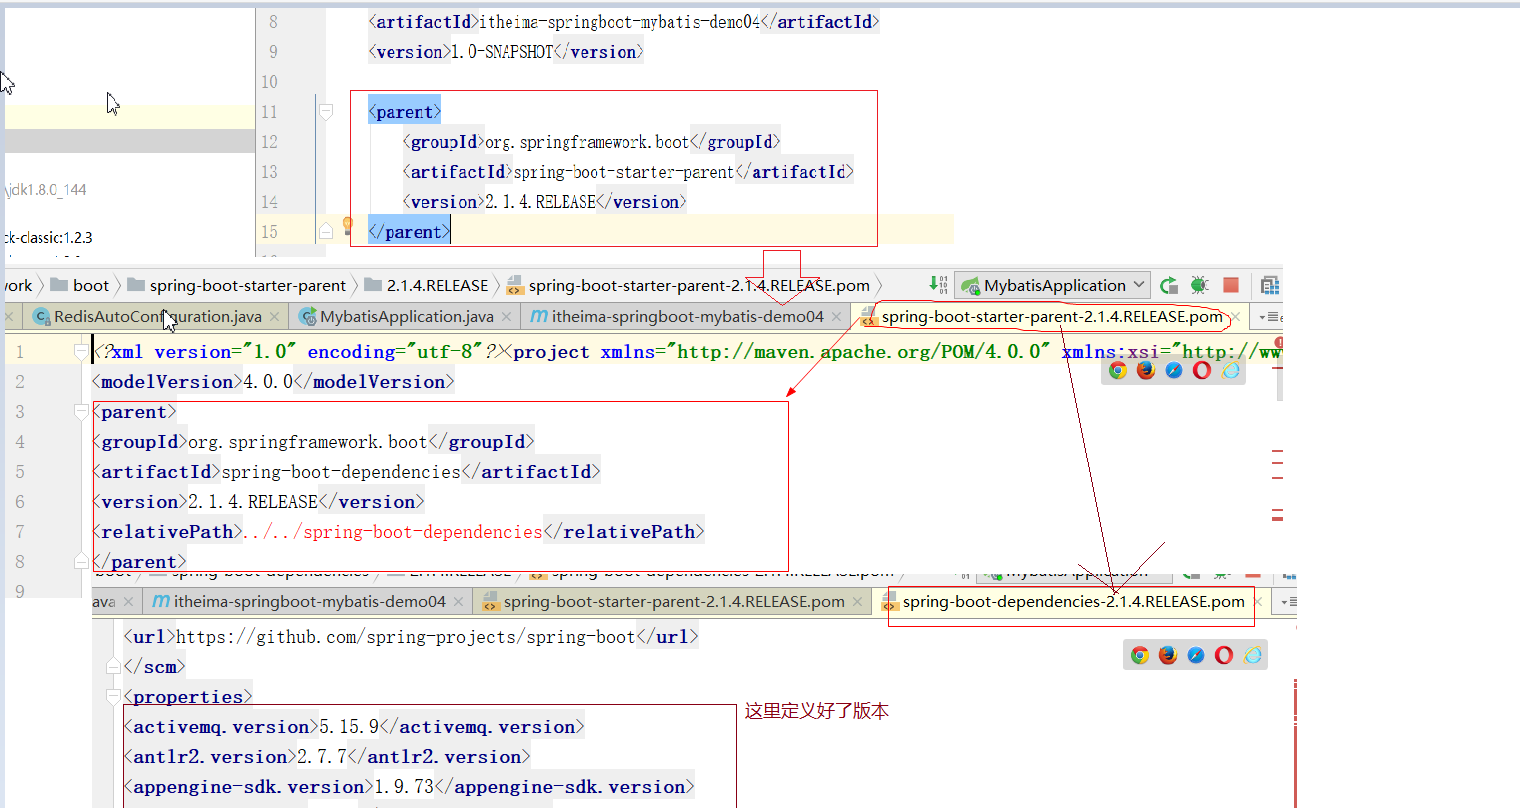 8 <artifactId>itheima-springboot-mybatis-demo04</artifactId>
9 <version>1.0-SNAPSHOT</version>
10
11 <parent>
12 <groupId>org.springframework.boot</groupId>
13 <artifactId>spring-boot-starter-parent</artifactId>
14 <version>2.1.4.RELEASE</version>
15 </parent>
\jdk1.8.0_144
ck-classic:1.2.3
work boot spring-boot-starter-parent 2.1.4.RELEASE spring-boot-starter-parent-2.1.4.RELEASE.pom MybatisApplication
RedisAutoConfiguration.java MybatisApplication.java itheima-springboot-mybatis-demo04 spring-boot-starter-parent-2.1.4.RELEASE.pom
1 <?xml version="1.0" encoding="utf-8"?><project xmlns="http://maven.apache.org/POM/4.0.0" xmlns:xsi="http://ww
2 <modelVersion>4.0.0</modelVersion>
3 <parent>
4 <groupId>org.springframework.boot</groupId>
5 <artifactId>spring-boot-dependencies</artifactId>
6 <version>2.1.4.RELEASE</version>
7 <relativePath>../../spring-boot-dependencies</relativePath>
8 </parent>
9
ava itheima-springboot-mybatis-demo04 spring-boot-starter-parent-2.1.4.RELEASE.pom spring-boot-dependencies-2.1.4.RELEASE.pom
<url>https://github.com/spring-projects/spring-boot</url>
</scm>
<properties>
这里定义好了版本
<activemq.version>5.15.9</activemq.version>
<antlr2.version>2.7.7</antlr2.version>
<appengine-sdk.version>1.9.73</appengine-sdk.version>